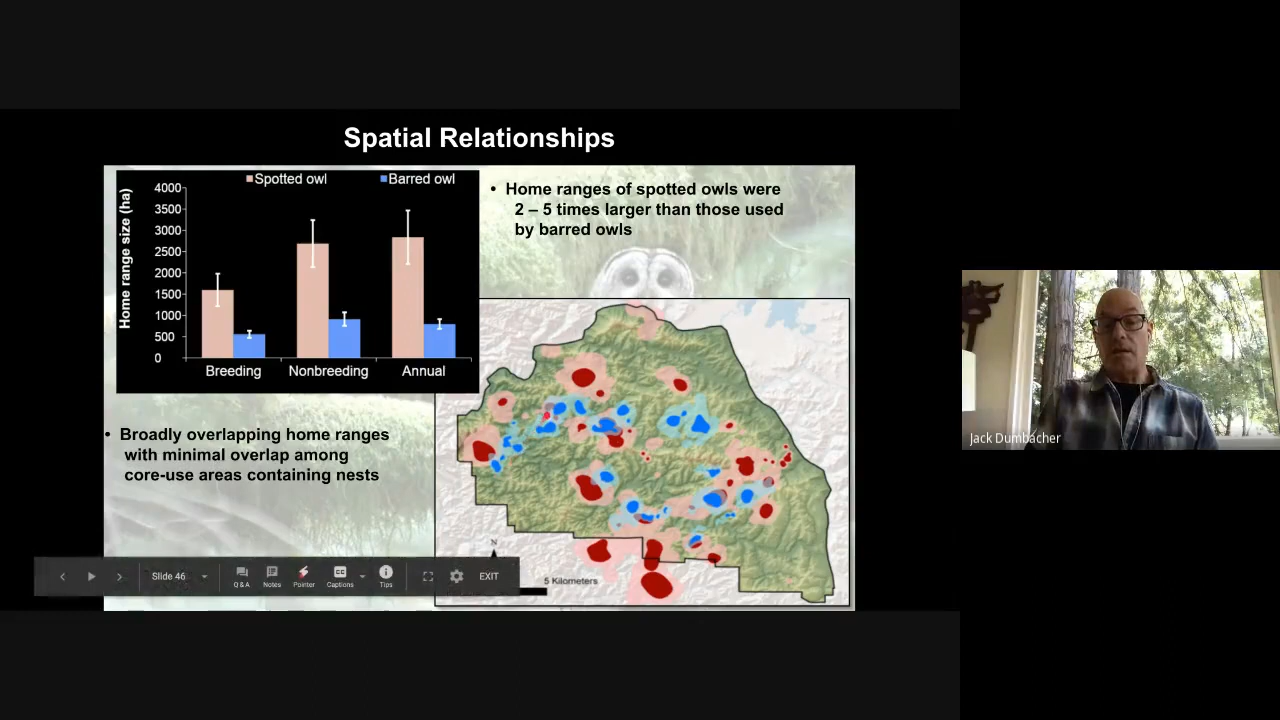 Spatial Relationships
Spotted owl
Barred owl
Home range size (ha)
4000
3500
3000
2500
2000
1500
1000
500
0
Breeding
Nonbreeding
Annual
• Home ranges of spotted owls were
2 – 5 times larger than those used
by barred owls
• Broadly overlapping home ranges
with minimal overlap among
core-use areas containing nests
N
5 Kilometers
Slide 46
Q & A
Notes
Pointer
CC
Captions
Tips
EXIT
Jack Dumbacher